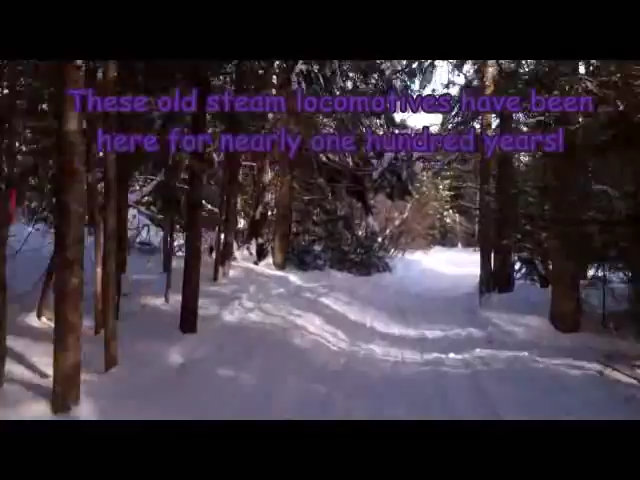 These old steam locomotives have been
here for nearly one hundred years!